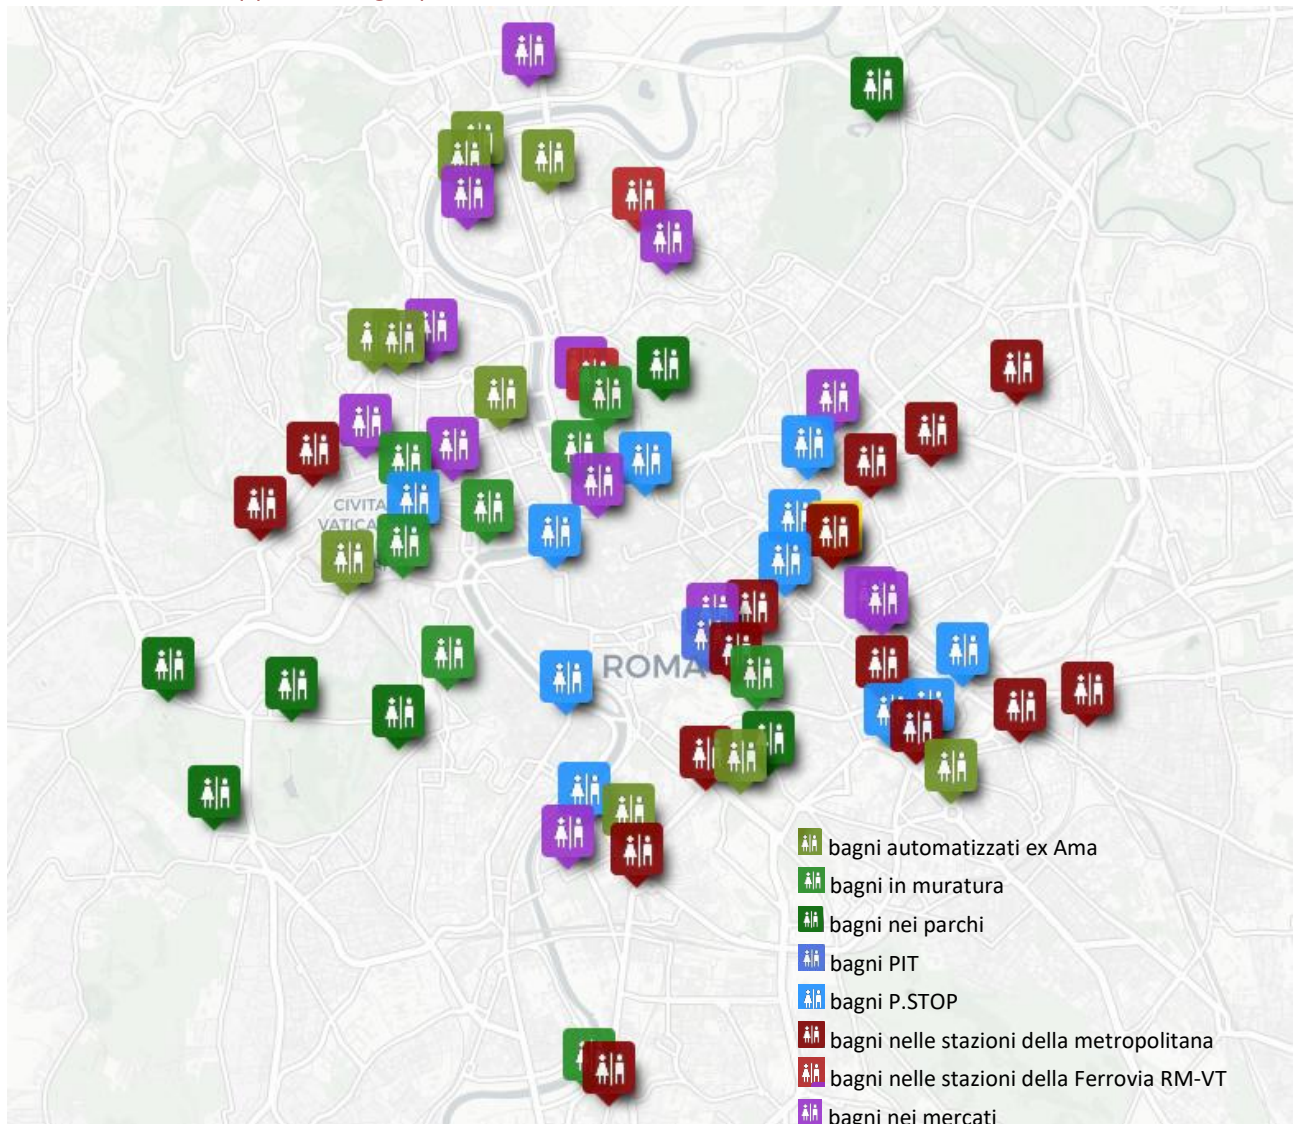 CIVITA
VATICA
ROMA
bagni automatizzati ex Ama
bagni in muratura
bagni nei parchi
bagni PIT
bagni P.STOP
bagni nelle stazioni della metropolitana
bagni nelle stazioni della Ferrovia RM-VT
bagni nei mercati